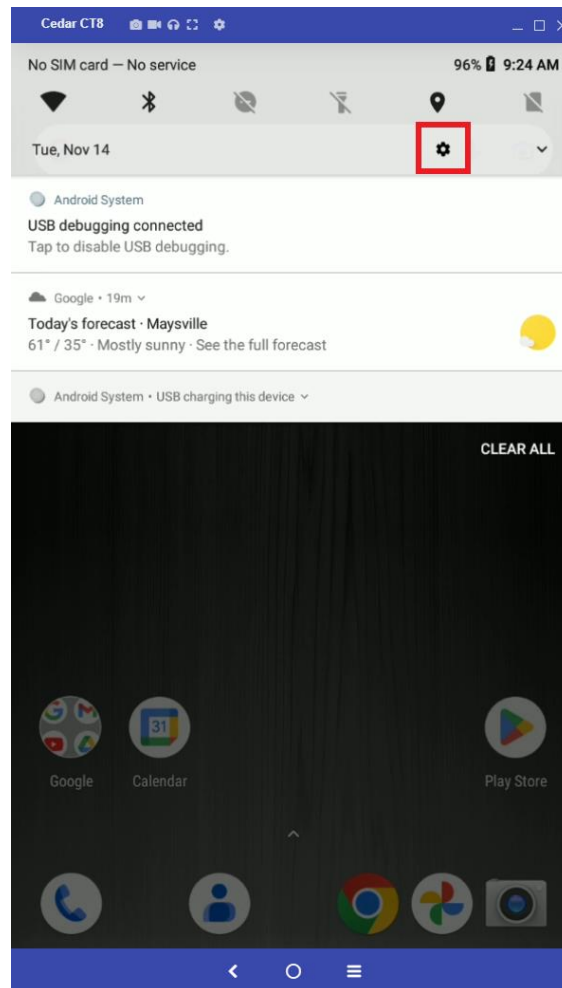 Cedar CT8
No SIM card — No service 96% 9:24 AM
Tue, Nov 14
Android System
USB debugging connected
Tap to disable USB debugging.
Google • 19m
Today's forecast · Maysville
61° / 35° · Mostly sunny · See the full forecast
Android System • USB charging this device
CLEAR ALL
31
Google Calendar Play Store